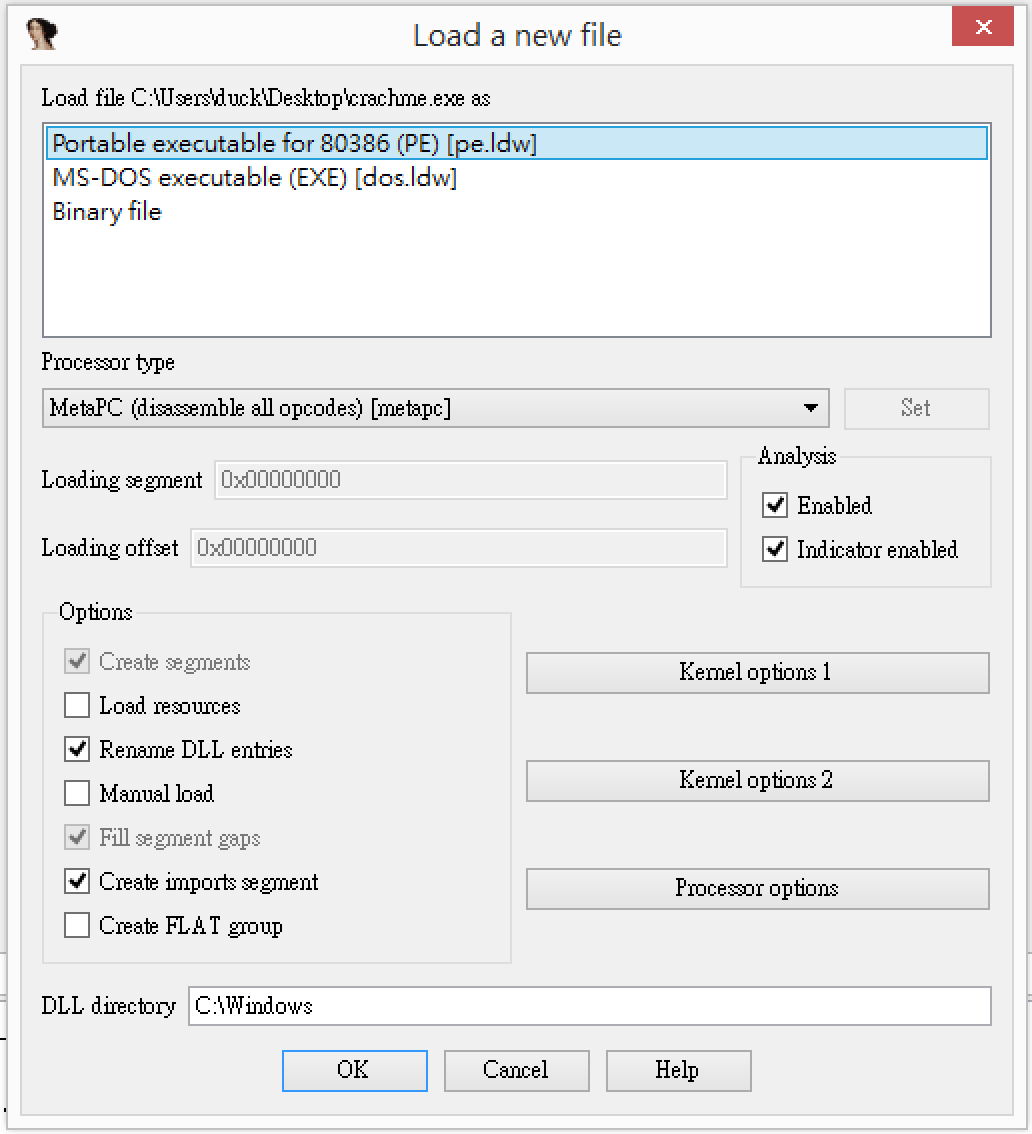 Load a new file
Load file C:\Users\duck\Desktop\crachme.exe as
Portable executable for 80386 (PE) [pe.ldw]
MS-DOS executable (EXE) [dos.ldw]
Binary file
Processor type
MetaPC (disassemble all opcodes) [metapc]
Set
Loading segment 0x00000000
Loading offset 0x00000000
Analysis
Enabled
Indicator enabled
Options
Create segments
Load resources
Rename DLL entries
Manual load
Fill segment gaps
Create imports segment
Create FLAT group
Kernel options 1
Kernel options 2
Processor options
DLL directory C:\Windows
OK Cancel Help